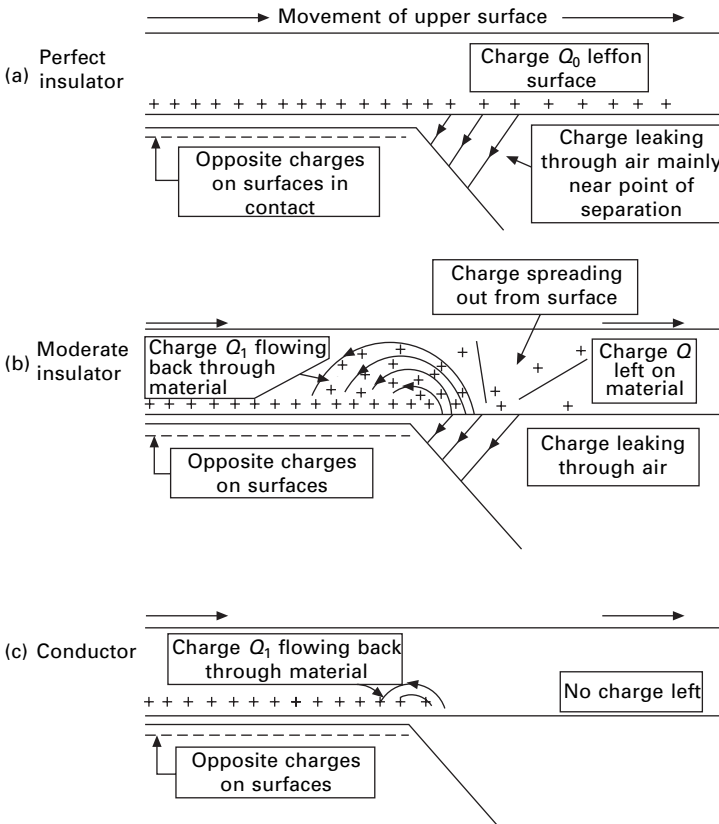 Movement of upper surface
(a) Perfect
insulator
Charge Q₀ leffon
surface
Opposite charges
on surfaces in
contact
Charge leaking
through air mainly
near point of
separation
Charge spreading
out from surface
(b) Moderate
insulator
Charge Q₁ flowing
back through
material
Charge Q
left on
material
Opposite charges
on surfaces
Charge leaking
through air
(c) Conductor
Charge Q₁ flowing back
through material
No charge left
Opposite charges
on surfaces